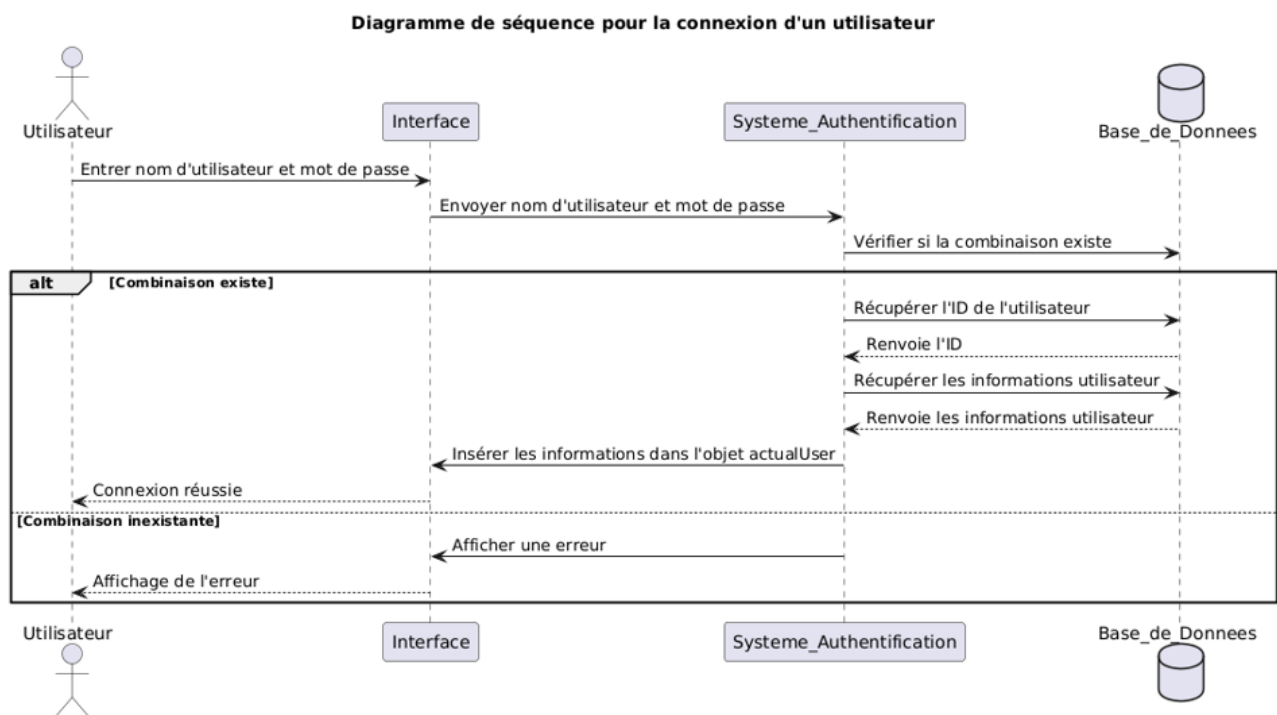 Diagramme de séquence pour la connexion d'un utilisateur
Utilisateur
Interface
Systeme_Authentification
Base_de_Donnees
Entrer nom d'utilisateur et mot de passe
Envoyer nom d'utilisateur et mot de passe
Vérifier si la combinaison existe
alt
[Combinaison existe]
Récupérer l'ID de l'utilisateur
Renvoie l'ID
Récupérer les informations utilisateur
Renvoie les informations utilisateur
Insérer les informations dans l'objet actualUser
Connexion réussie
[Combinaison inexistante]
Afficher une erreur
Affichage de l'erreur
Utilisateur
Interface
Systeme_Authentification
Base_de_Donnees